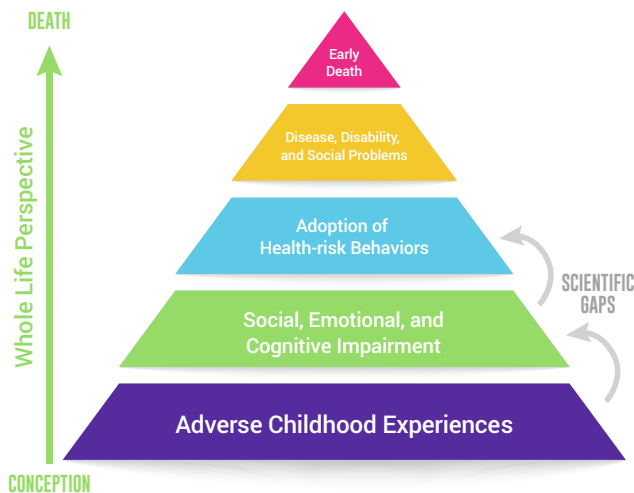 DEATH
Whole Life Perspective
CONCEPTION
Early
Death
Disease, Disability,
and Social Problems
Adoption of
Health-risk Behaviors
SCIENTIFIC
GAPS
Social, Emotional, and
Cognitive Impairment
Adverse Childhood Experiences